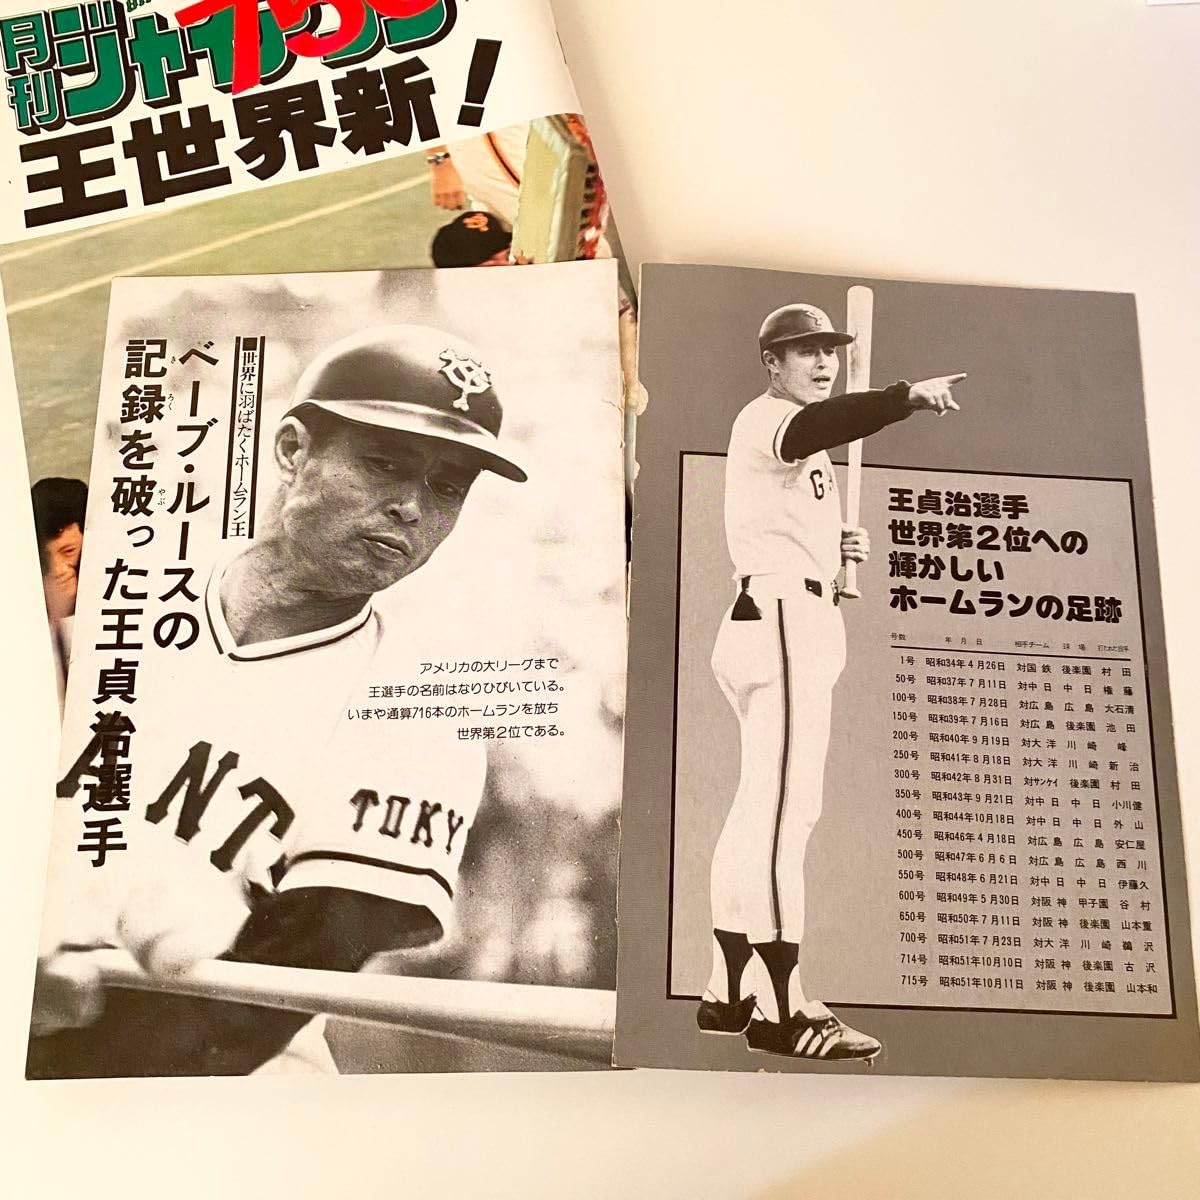 月刊
ジャイアンツ
王世界新！
■世界に羽ばたくホームラン王
ベーブ・ルースの
記録を破った王貞治選手
きろく
やぶ
アメリカの大リーグまで
王選手の名前はなりひびいている。
いまや通算716本のホームランを放ち
世界第2位である。
ANT
TOKY
G
王貞治選手
世界第2位への
輝かしい
ホームランの足跡
号数 年月日 相手チーム 球場 打たれた投手
1号 昭和34年4月26日 対国鉄 後楽園 村田
50号 昭和37年7月11日 対中日 中日 権藤
100号 昭和38年7月28日 対広島 広島 大石清
150号 昭和39年7月16日 対広島 後楽園 池田
200号 昭和40年9月19日 対大洋 川崎 峰
250号 昭和41年8月18日 対大洋 川崎 新治
300号 昭和42年8月31日 対サンケイ 後楽園 村田
350号 昭和43年9月21日 対中日 中日 小川健
400号 昭和44年10月18日 対中日 中日 外山
450号 昭和46年4月18日 対広島 広島 安仁屋
500号 昭和47年6月6日 対広島 広島 西川
550号 昭和48年6月21日 対中日 中日 伊藤久
600号 昭和49年5月30日 対阪神 甲子園 谷村
650号 昭和50年7月11日 対阪神 後楽園 山本重
700号 昭和51年7月23日 対大洋 川崎 鵜沢
714号 昭和51年10月10日 対阪神 後楽園 古沢
715号 昭和51年10月11日 対阪神 後楽園 山本和